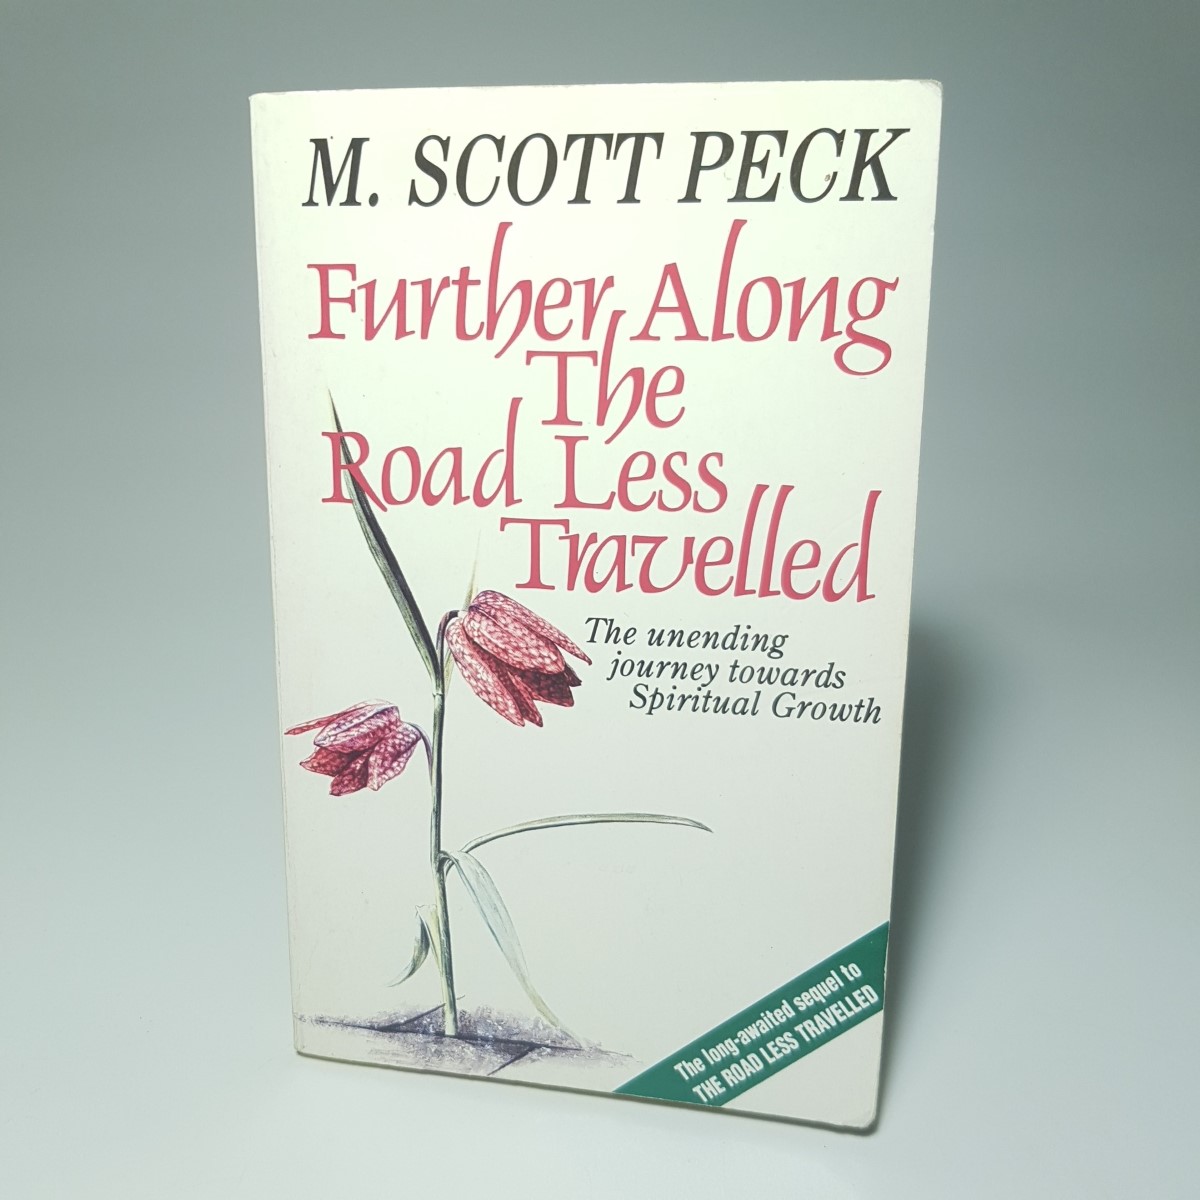 M. SCOTT PECK
Further Along
The
Road Less
Travelled
The unending
journey towards
Spiritual Growth
The long-awaited sequel to
THE ROAD LESS TRAVELLED